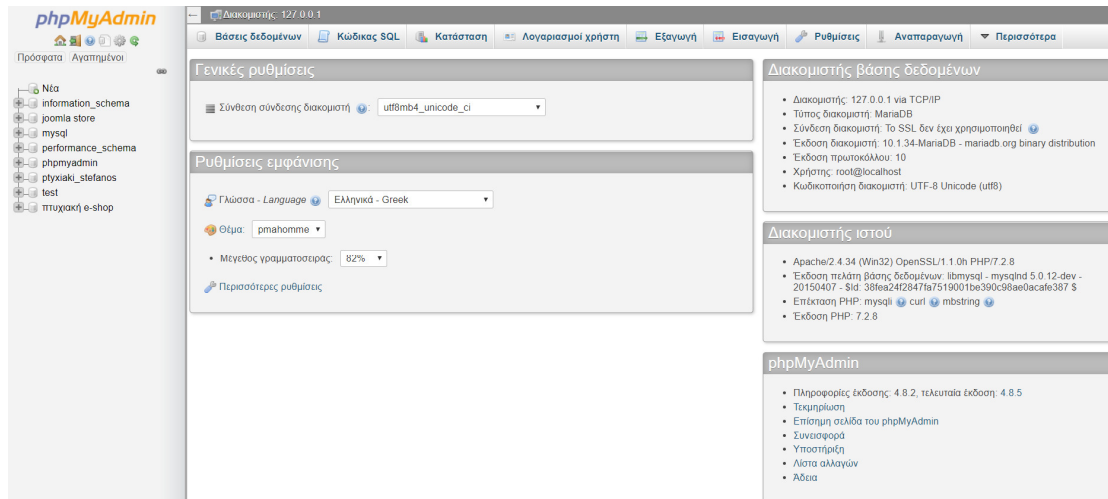 phpMyAdmin
Πρόσφατα Αγαπημένοι
Νέα
information_schema
joomla store
mysql
performance_schema
phpmyadmin
ptyxiaki_stefanos
test
πτυχιακή e-shop
Διακομιστής: 127.0.0.1
Βάσεις δεδομένων Κώδικας SQL Κατάσταση Λογαριασμοί χρήστη Εξαγωγή Εισαγωγή Ρυθμίσεις Αναπαραγωγή Περισσότερα
Γενικές ρυθμίσεις
Σύνθεση σύνδεσης διακομιστή : utf8mb4_unicode_ci
Ρυθμίσεις εμφάνισης
Γλώσσα - Language Ελληνικά - Greek
Θέμα: pmahomme
• Μέγεθος γραμματοσειράς: 82%
Περισσότερες ρυθμίσεις
Διακομιστής βάσης δεδομένων
• Διακομιστής: 127.0.0.1 via TCP/IP
• Τύπος διακομιστή: MariaDB
• Σύνδεση διακομιστή: Το SSL δεν έχει χρησιμοποιηθεί
• Έκδοση διακομιστή: 10.1.34-MariaDB - mariadb.org binary distribution
• Έκδοση πρωτοκόλλου: 10
• Χρήστης: root@localhost
• Κωδικοποίηση διακομιστή: UTF-8 Unicode (utf8)
Διακομιστής ιστού
• Apache/2.4.34 (Win32) OpenSSL/1.1.0h PHP/7.2.8
• Έκδοση πελάτη βάσης δεδομένων: libmysql - mysqlnd 5.0.12-dev -
20150407 - $Id: 38fea24f2847fa7519001be390c98ae0acafe387 $
• Επέκταση PHP: mysqli curl mbstring
• Έκδοση PHP: 7.2.8
phpMyAdmin
• Πληροφορίες έκδοσης: 4.8.2, τελευταία έκδοση: 4.8.5
• Τεκμηρίωση
• Επίσημη σελίδα του phpMyAdmin
• Συνεισφορά
• Υποστήριξη
• Λίστα αλλαγών
• Άδεια